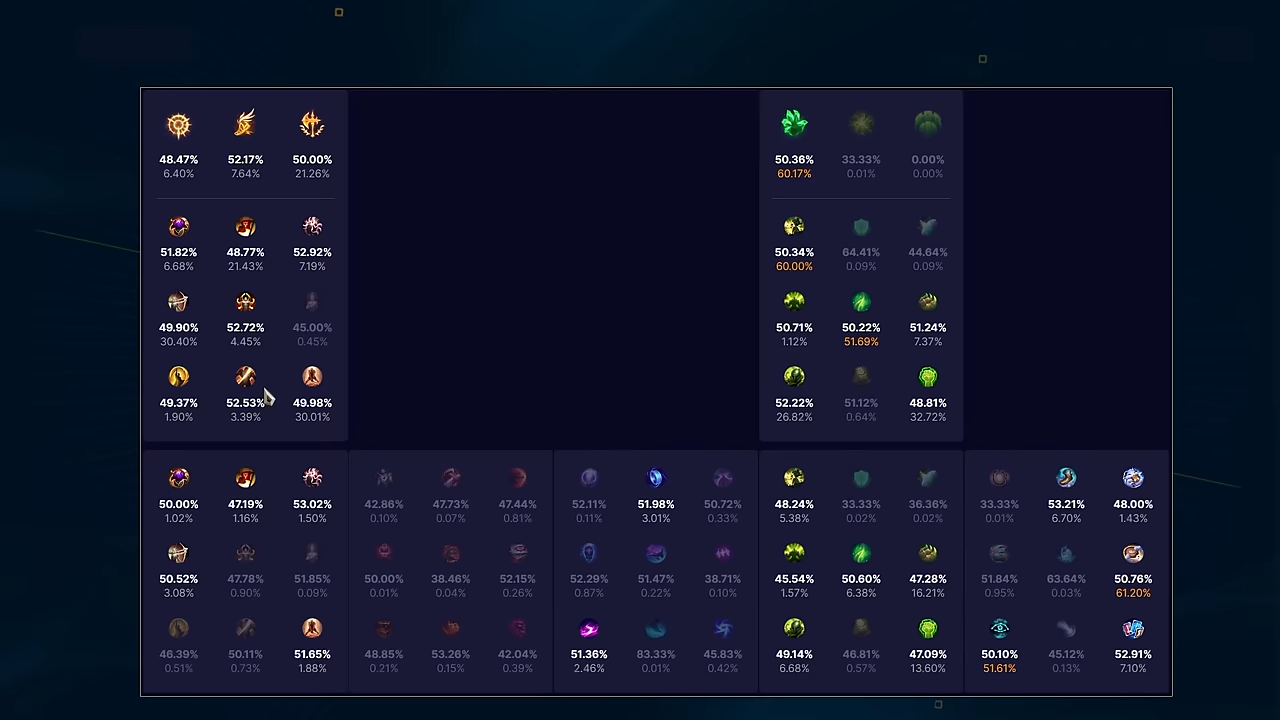 48.47% 52.17% 50.00% 50.36% 33.33% 0.00%
6.40% 7.64% 21.26% 60.17% 0.01% 0.00%
51.82% 48.77% 52.92% 50.34% 64.41% 44.64%
6.68% 21.43% 7.19% 60.00% 0.09% 0.09%
49.90% 52.72% 45.00% 50.71% 50.22% 51.24%
30.40% 4.45% 0.45% 1.12% 51.69% 7.37%
49.37% 52.53% 49.98% 52.22% 51.12% 48.81%
1.90% 3.39% 30.01% 26.82% 0.64% 32.72%
50.00% 47.19% 53.02% 42.86% 47.73% 47.44% 52.11% 51.98% 50.72% 48.24% 33.33% 36.36% 33.33% 53.21% 48.00%
1.02% 1.16% 1.50% 0.10% 0.07% 0.81% 0.11% 3.01% 0.33% 5.38% 0.02% 0.02% 0.01% 6.70% 1.43%
50.52% 47.78% 51.85% 50.00% 38.46% 52.15% 52.29% 51.47% 38.71% 45.54% 50.60% 47.28% 51.84% 63.64% 50.76%
3.08% 0.90% 0.09% 0.01% 0.04% 0.26% 0.87% 0.22% 0.10% 1.57% 6.38% 16.21% 0.95% 0.03% 61.20%
46.39% 50.11% 51.65% 48.85% 53.26% 42.04% 51.36% 83.33% 45.83% 49.14% 46.81% 47.09% 50.10% 45.12% 52.91%
0.51% 0.73% 1.88% 0.21% 0.15% 0.39% 2.46% 0.01% 0.42% 6.68% 0.57% 13.60% 51.61% 0.13% 7.10%